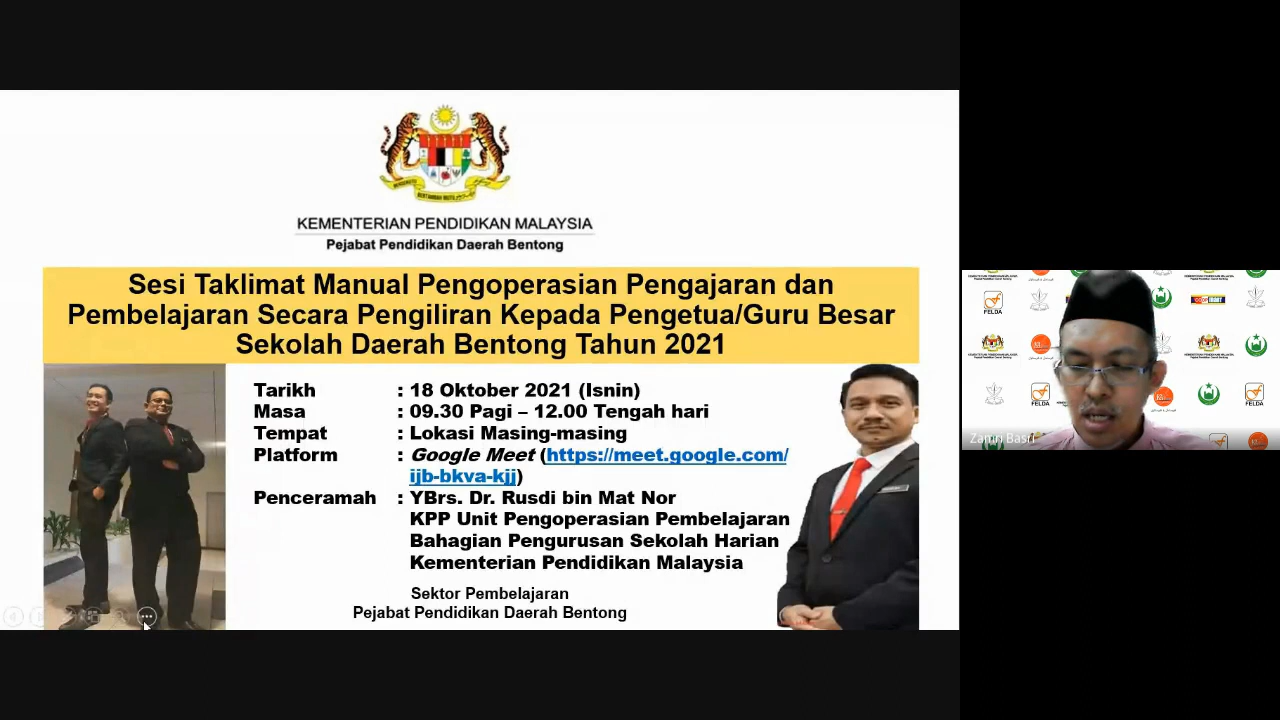 KEMENTERIAN PENDIDIKAN MALAYSIA
Pejabat Pendidikan Daerah Bentong
Sesi Taklimat Manual Pengoperasian Pengajaran dan
Pembelajaran Secara Pengiliran Kepada Pengetua/Guru Besar
Sekolah Daerah Bentong Tahun 2021
Tarikh : 18 Oktober 2021 (Isnin)
Masa : 09.30 Pagi – 12.00 Tengah hari
Tempat : Lokasi Masing-masing
Platform : Google Meet (https://meet.google.com/
ijb-bkva-kjj)
Penceramah : YBrs. Dr. Rusdi bin Mat Nor
KPP Unit Pengoperasian Pembelajaran
Bahagian Pengurusan Sekolah Harian
Kementerian Pendidikan Malaysia
Sektor Pembelajaran
Pejabat Pendidikan Daerah Bentong
FELDA
FELDA
FELDA
Zamri Basri